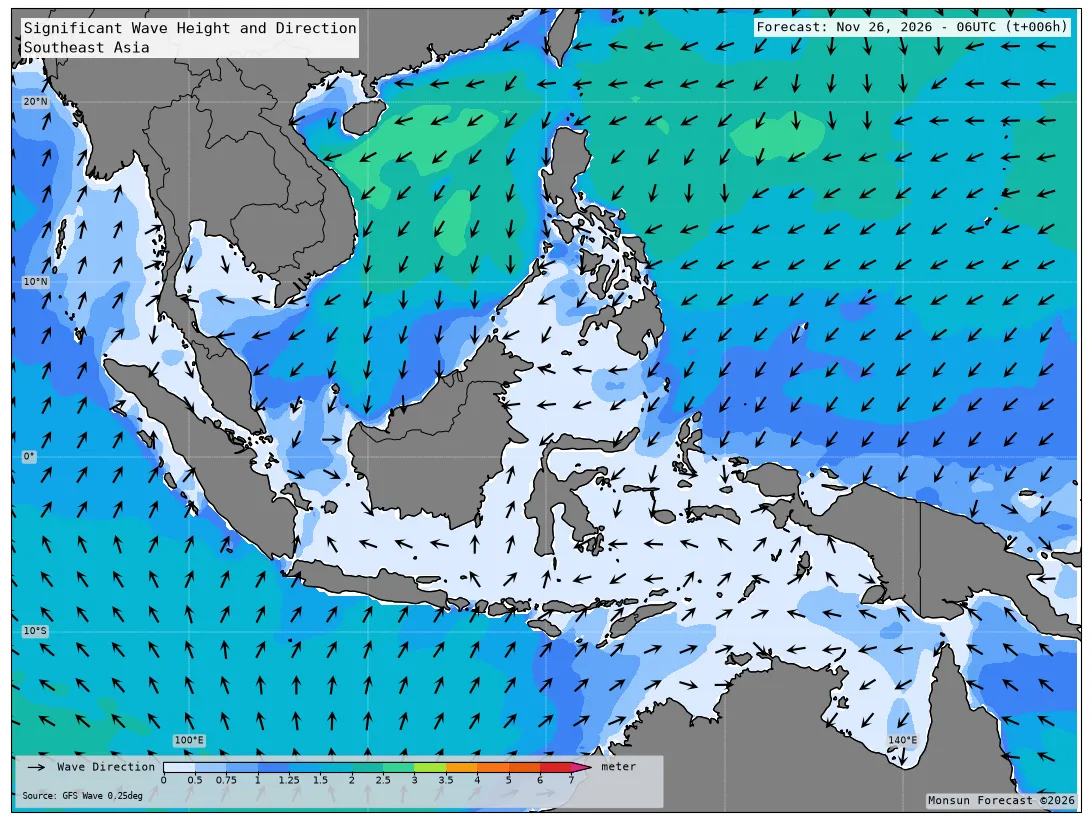 Significant Wave Height and Direction
Southeast Asia
Forecast: Nov 26, 2026 - 06UTC (t+006h)
20°N
10°N
0°
10°S
100°E
140°E
Wave Direction
meter
0 0.5 0.75 1 1.25 1.5 2 2.5 3 3.5 4 5 6 7
Source: GFS Wave 0.25deg
Monsun Forecast ©2026